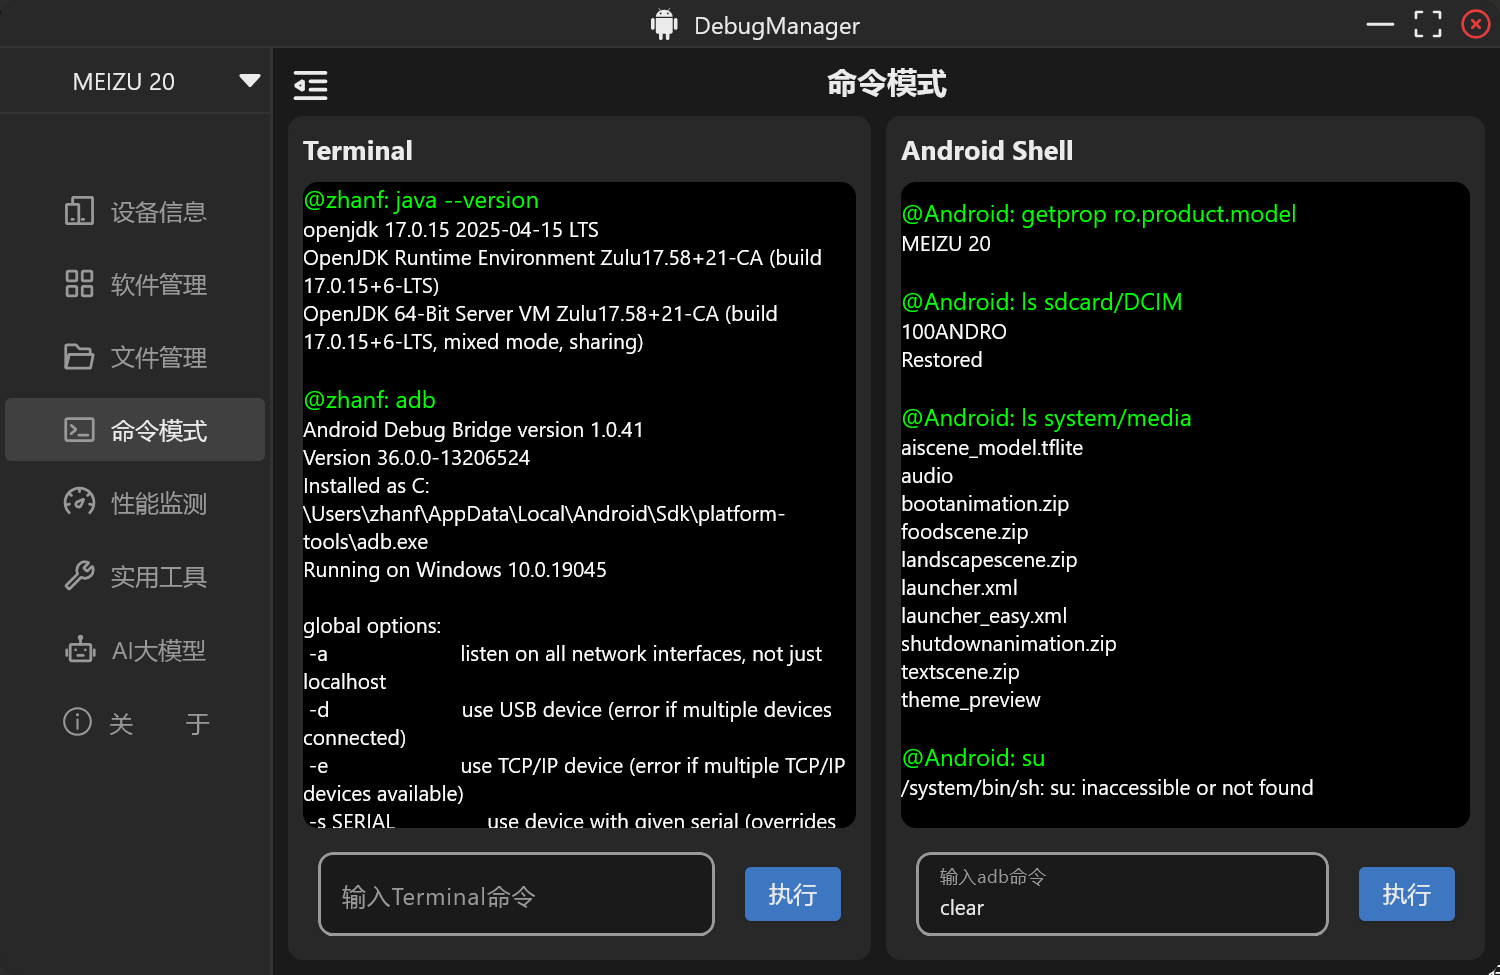 DebugManager
MEIZU 20
设备信息
软件管理
文件管理
命令模式
性能监测
实用工具
AI大模型
关 于
命令模式
Terminal
@zhanf: java --version
openjdk 17.0.15 2025-04-15 LTS
OpenJDK Runtime Environment Zulu17.58+21-CA (build
17.0.15+6-LTS)
OpenJDK 64-Bit Server VM Zulu17.58+21-CA (build
17.0.15+6-LTS, mixed mode, sharing)
@zhanf: adb
Android Debug Bridge version 1.0.41
Version 36.0.0-13206524
Installed as C:
\Users\zhanf\AppData\Local\Android\Sdk\platform-
tools\adb.exe
Running on Windows 10.0.19045
global options:
-a listen on all network interfaces, not just
localhost
-d use USB device (error if multiple devices
connected)
-e use TCP/IP device (error if multiple TCP/IP
devices available)
-s SERIAL use device with given serial (overrides
输入Terminal命令
执行
Android Shell
@Android: getprop ro.product.model
MEIZU 20
@Android: ls sdcard/DCIM
100ANDRO
Restored
@Android: ls system/media
aiscene_model.tflite
audio
bootanimation.zip
foodscene.zip
landscapescene.zip
launcher.xml
launcher_easy.xml
shutdownanimation.zip
textscene.zip
theme_preview
@Android: su
/system/bin/sh: su: inaccessible or not found
输入adb命令
clear
执行